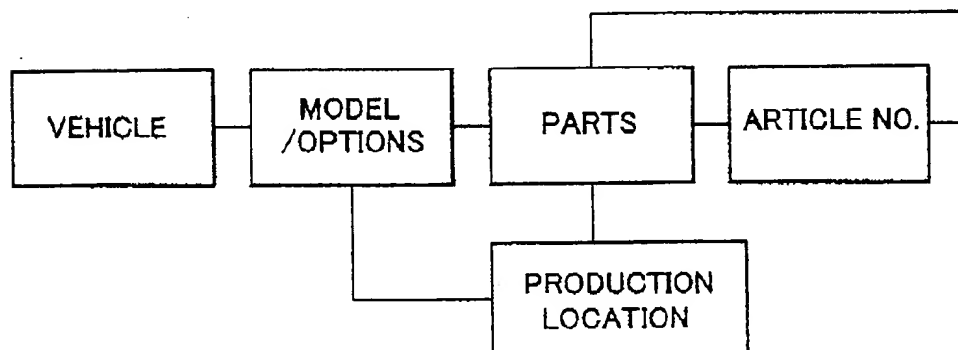 VEHICLE
MODEL
/OPTIONS
PARTS
ARTICLE NO.
PRODUCTION
LOCATION